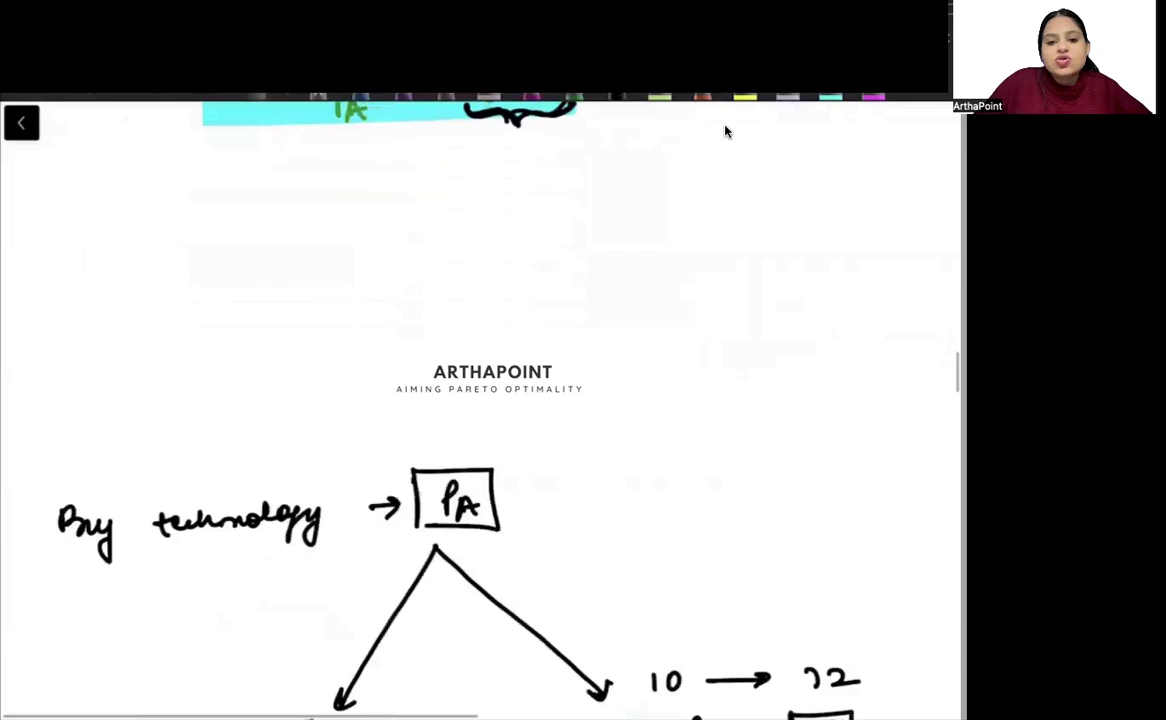 ArthaPoint
PA
ARTHAPOINT
AIMING PARETO OPTIMALITY
Buy technology → PA
10 → 12